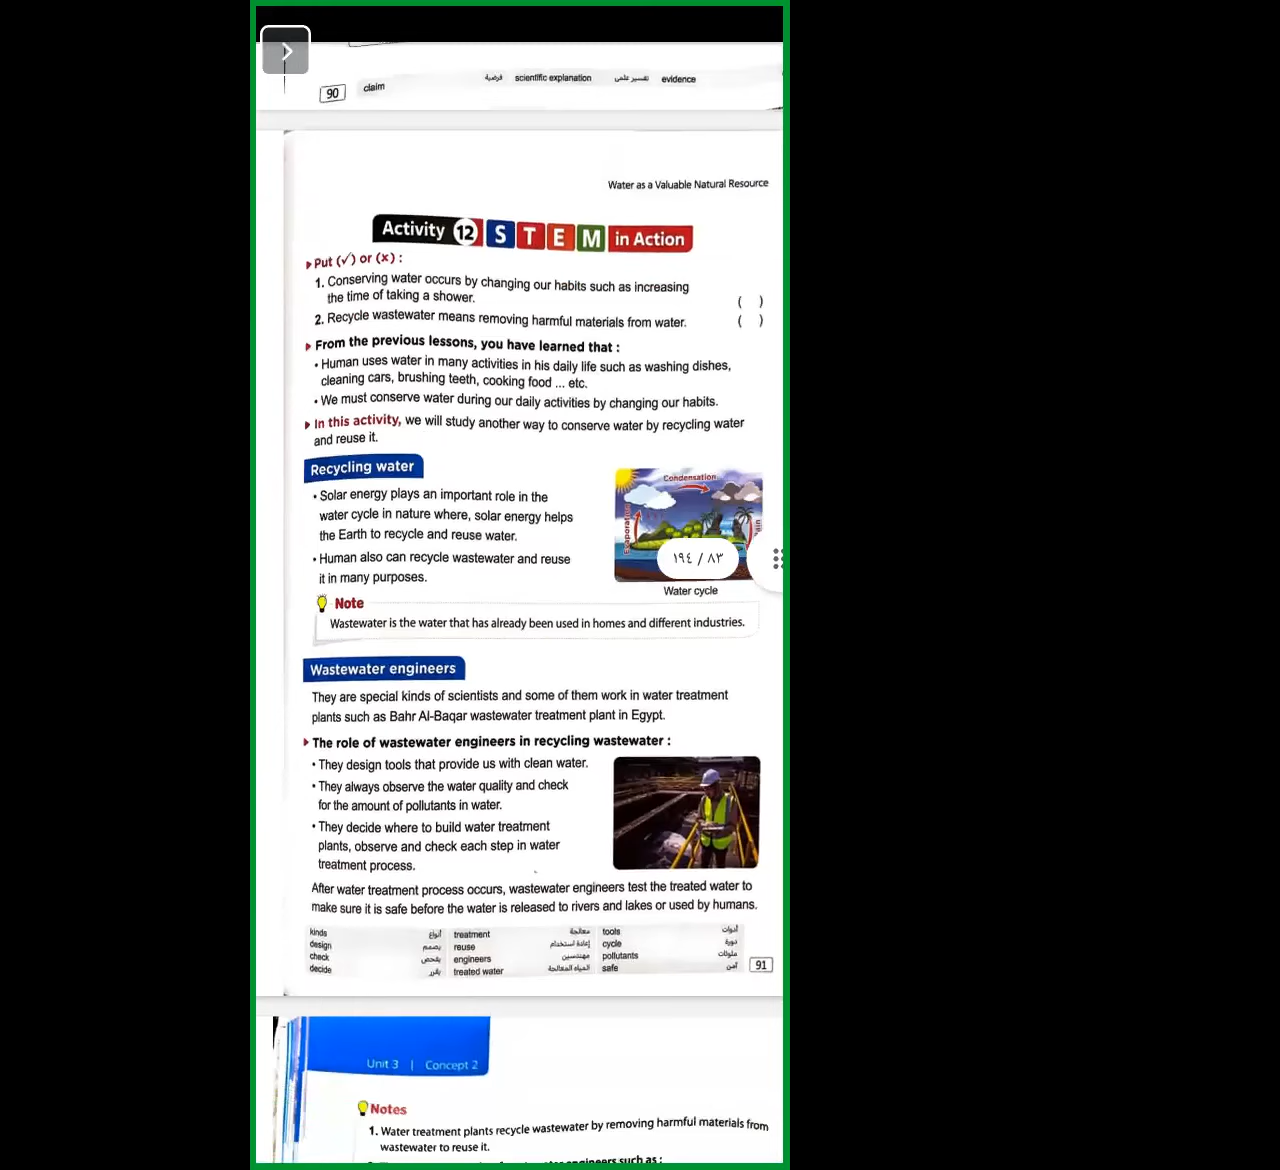 90
claim
فرضية
scientific explanation
تفسير علمى
evidence
Water as a Valuable Natural Resource
Activity 12 STEM in Action
Put (✓) or (x) :
1. Conserving water occurs by changing our habits such as increasing
the time of taking a shower. ( )
2. Recycle wastewater means removing harmful materials from water. ( )
From the previous lessons, you have learned that :
• Human uses water in many activities in his daily life such as washing dishes,
cleaning cars, brushing teeth, cooking food ... etc.
• We must conserve water during our daily activities by changing our habits.
In this activity, we will study another way to conserve water by recycling water
and reuse it.
Recycling water
• Solar energy plays an important role in the
water cycle in nature where, solar energy helps
the Earth to recycle and reuse water.
• Human also can recycle wastewater and reuse
it in many purposes.
Condensation
Evaporation
١٩٤ / ٨٣
Water cycle
Note
Wastewater is the water that has already been used in homes and different industries.
Wastewater engineers
They are special kinds of scientists and some of them work in water treatment
plants such as Bahr Al-Baqar wastewater treatment plant in Egypt.
The role of wastewater engineers in recycling wastewater :
• They design tools that provide us with clean water.
• They always observe the water quality and check
for the amount of pollutants in water.
• They decide where to build water treatment
plants, observe and check each step in water
treatment process.
After water treatment process occurs, wastewater engineers test the treated water to
make sure it is safe before the water is released to rivers and lakes or used by humans.
kinds أنواع treatment معالجة tools أدوات
design يصمم reuse إعادة استخدام cycle دورة
check يفحص engineers مهندسين pollutants ملوثات
decide يقرر treated water المياه المعالجة safe آمن
91
Unit 3 | Concept 2
Notes
1. Water treatment plants recycle wastewater by removing harmful materials from
wastewater to reuse it.
engineers such as :